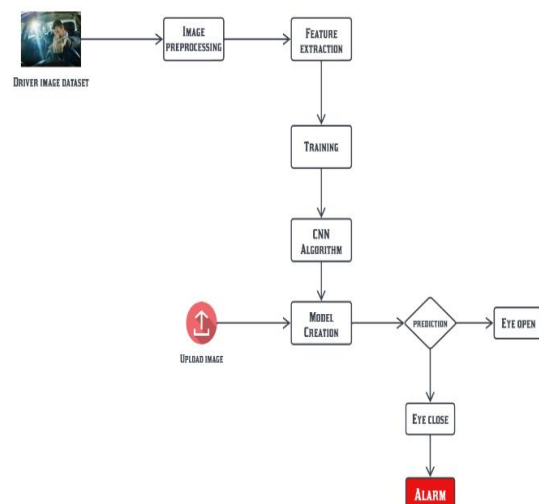 IMAGE
PREPROCESSING
FEATURE
EXTRACTION
DRIVER IMAGE DATASET
TRAINING
CNN
ALGORITHM
MODEL
CREATION
PREDICTION
EYE OPEN
UPLOAD IMAGE
EYE CLOSE
ALARM